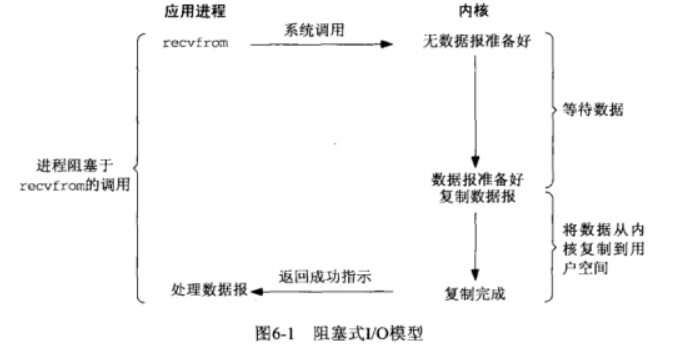 应用进程
内核
recvfrom
系统调用
无数据报准备好
等待数据
进程阻塞于
recvfrom的调用
数据报准备好
复制数据报
将数据从内
核复制到用
户空间
处理数据报
返回成功指示
复制完成
图6-1 阻塞式I/O模型